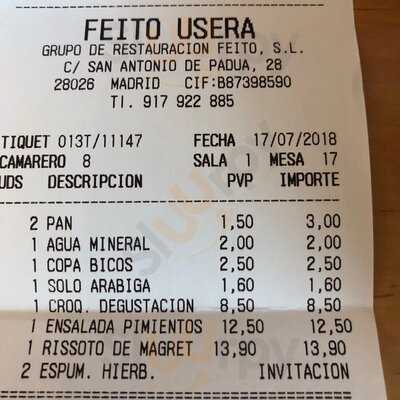 FEITO USERA
GRUPO DE RESTAURACION FEITO, S.L.
C/ SAN ANTONIO DE PADUA, 28
28026 MADRID CIF:B87398590
Tl. 917 922 885
TIQUET 013T/11147 FECHA 17/07/2018
CAMARERO 8 SALA 1 MESA 17
UDS DESCRIPCION PVP IMPORTE
2 PAN 1,50 3,00
1 AGUA MINERAL 2,00 2,00
1 COPA BICOS 2,50 2,50
1 SOLO ARABIGA 1,60 1,60
1 CROQ. DEGUSTACION 8,50 8,50
1 ENSALADA PIMIENTOS 12,50 12,50
1 RISSOTO DE MAGRET 13,90 13,90
2 ESPUM. HIERB. INVITACION